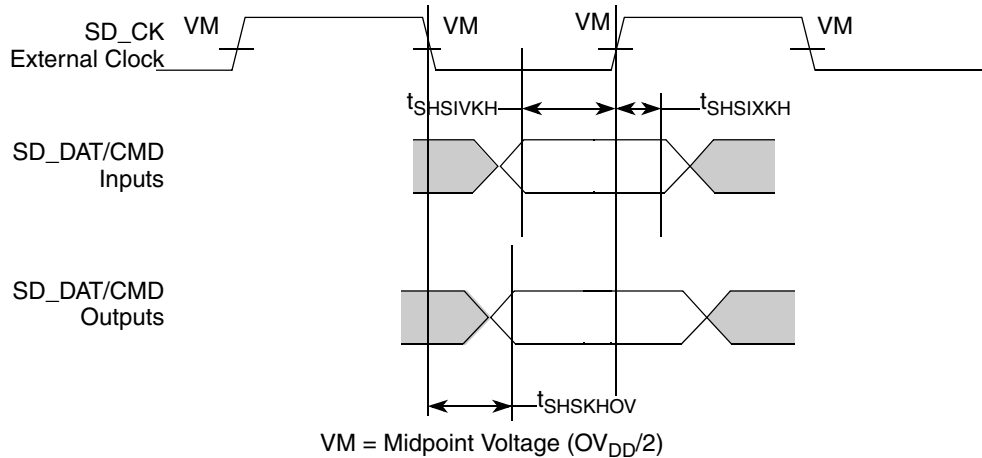 SD_CK
External Clock
VM
VM
VM
VM
tSHSIVKH
tSHSIXKH
SD_DAT/CMD
Inputs
SD_DAT/CMD
Outputs
tSHSKHOV
VM = Midpoint Voltage (OVDD/2)